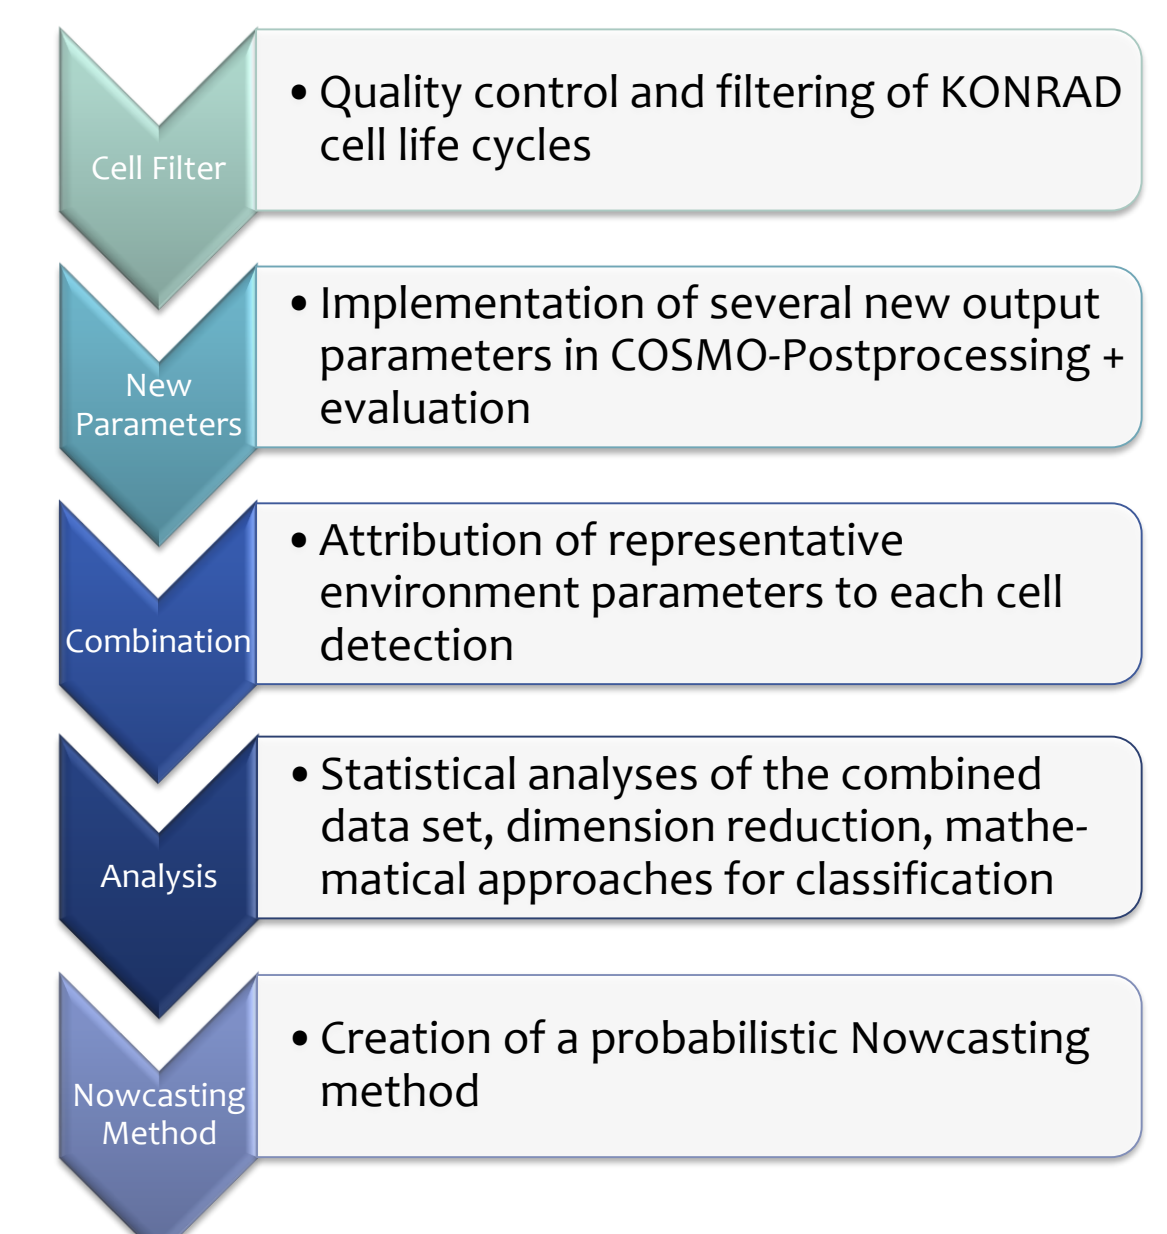 Cell Filter
• Quality control and filtering of KONRAD
cell life cycles
New
Parameters
• Implementation of several new output
parameters in COSMO-Postprocessing +
evaluation
Combination
• Attribution of representative
environment parameters to each cell
detection
Analysis
• Statistical analyses of the combined
data set, dimension reduction, mathe-
matical approaches for classification
Nowcasting
Method
• Creation of a probabilistic Nowcasting
method